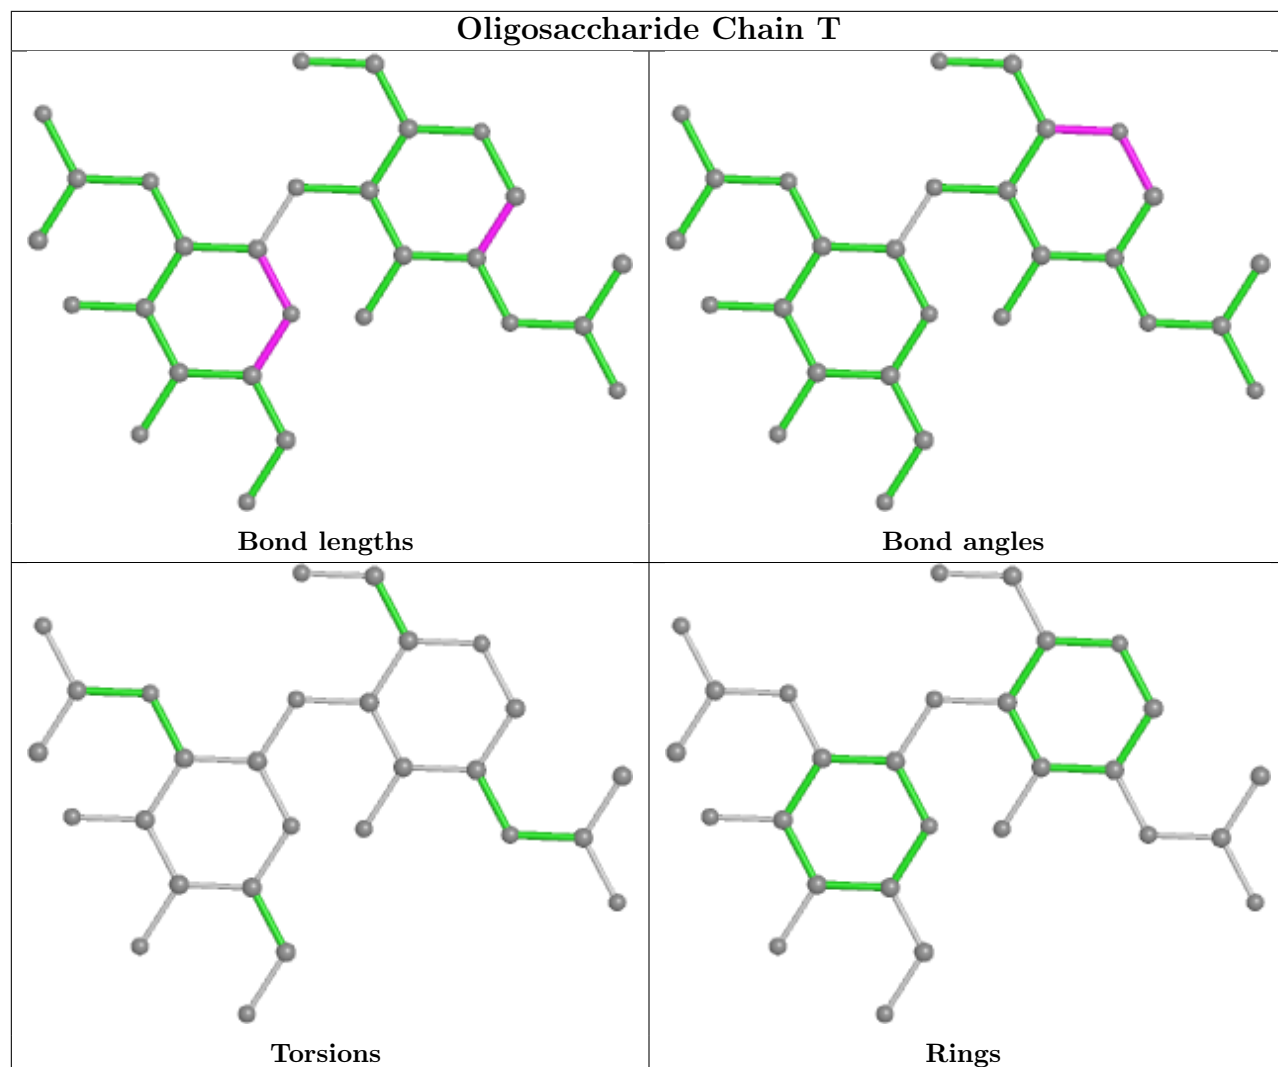 Oligosaccharide Chain T
Bond lengths
Bond angles
Torsions
Rings